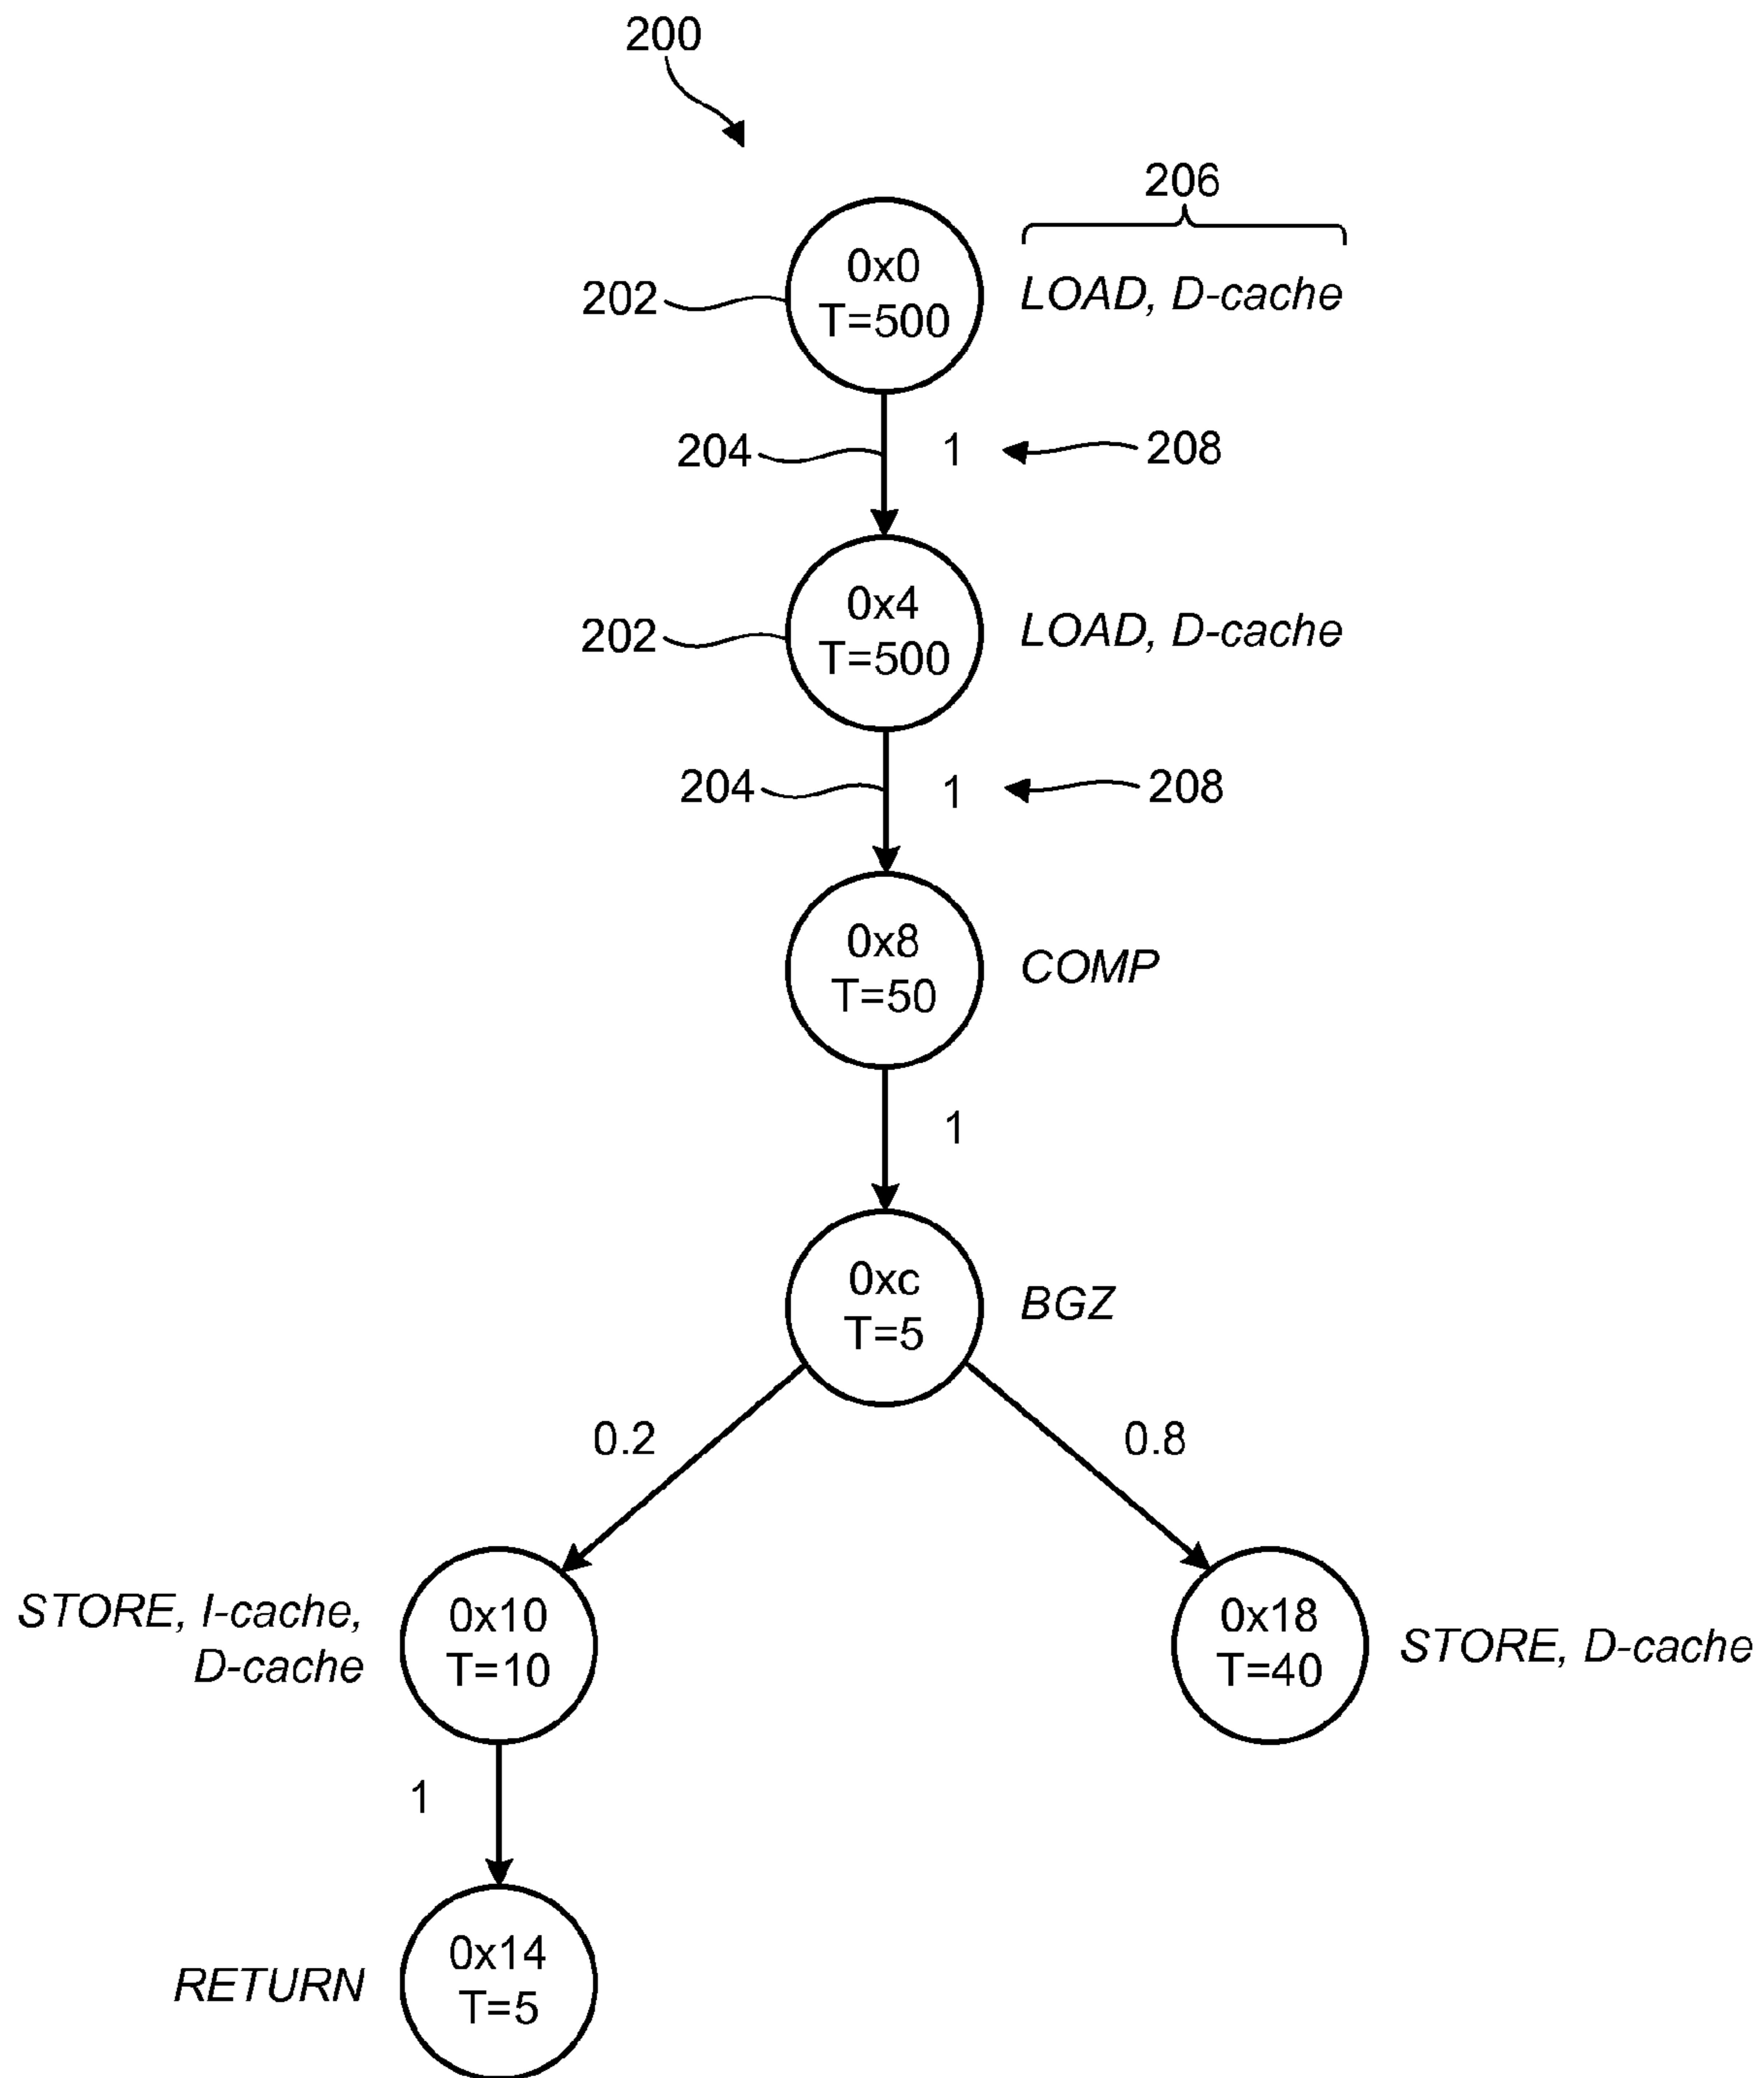 200
206
0x0
T=500
LOAD, D-cache
202
204
1
208
0x4
T=500
LOAD, D-cache
202
204
1
208
0x8
T=50
COMP
1
0xc
T=5
BGZ
0.2
0.8
STORE, I-cache,
D-cache
0x10
T=10
0x18
T=40
STORE, D-cache
1
0x14
T=5
RETURN